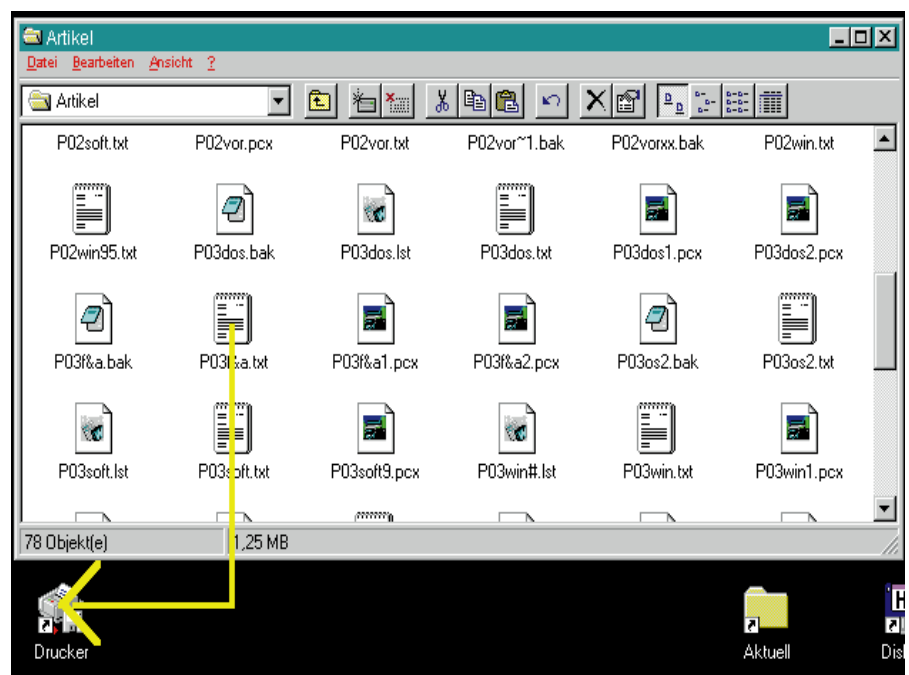 Artikel
Datei Bearbeiten Ansicht ?
Artikel
P02soft.txt P02vor.pcx P02vor.txt P02vor~1.bak P02vorxx.bak P02win.txt
P02win95.txt P03dos.bak P03dos.lst P03dos.txt P03dos1.pcx P03dos2.pcx
P03f&a.bak P03f&a.txt P03f&a1.pcx P03f&a2.pcx P03os2.bak P03os2.txt
P03soft.lst P03soft.txt P03soft9.pcx P03win#.lst P03win.txt P03win1.pcx
78 Objekt(e) 1,25 MB
Drucker Aktuell